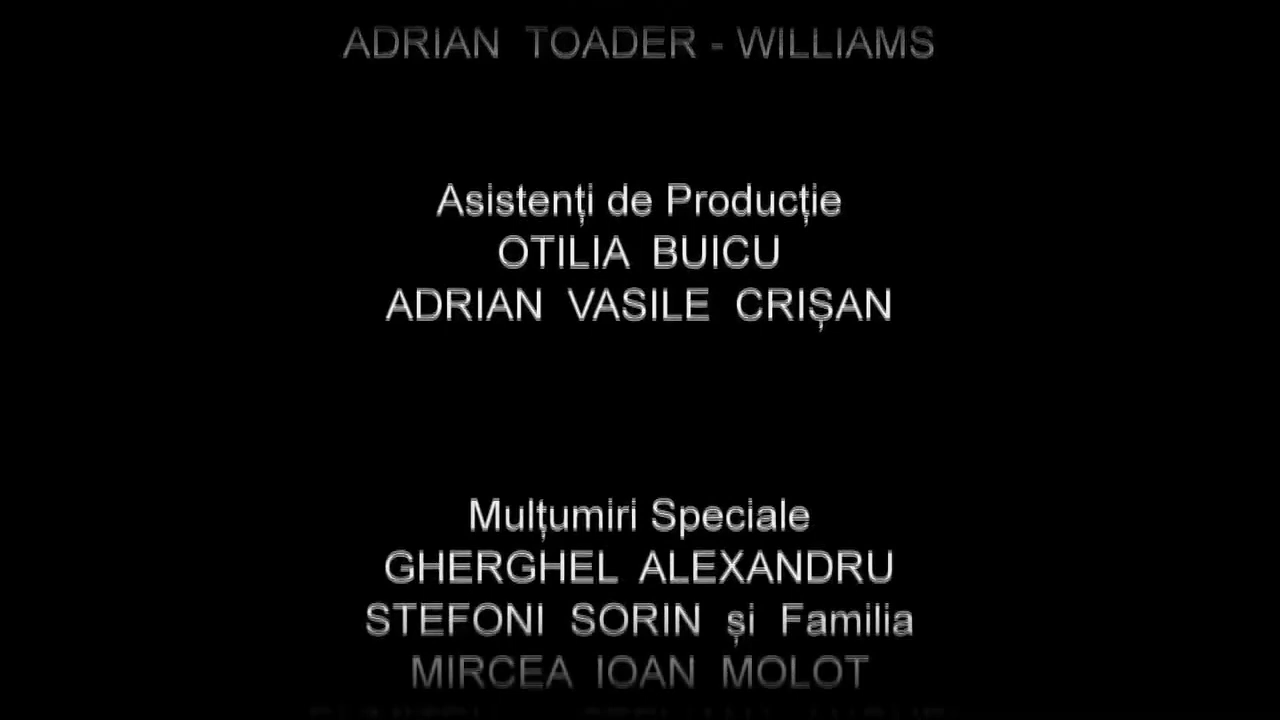 ADRIAN TOADER - WILLIAMS
Asistenți de Producție
OTILIA BUICU
ADRIAN VASILE CRIȘAN
Mulțumiri Speciale
GHERGHEL ALEXANDRU
STEFONI SORIN și Familia
MIRCEA IOAN MOLOT